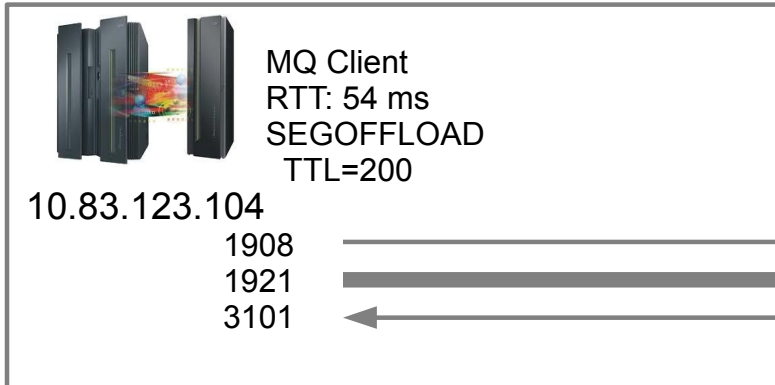 MQ Client
RTT: 54 ms
SEGOFFLOAD
TTL=200
10.83.123.104
1908
1921
3101